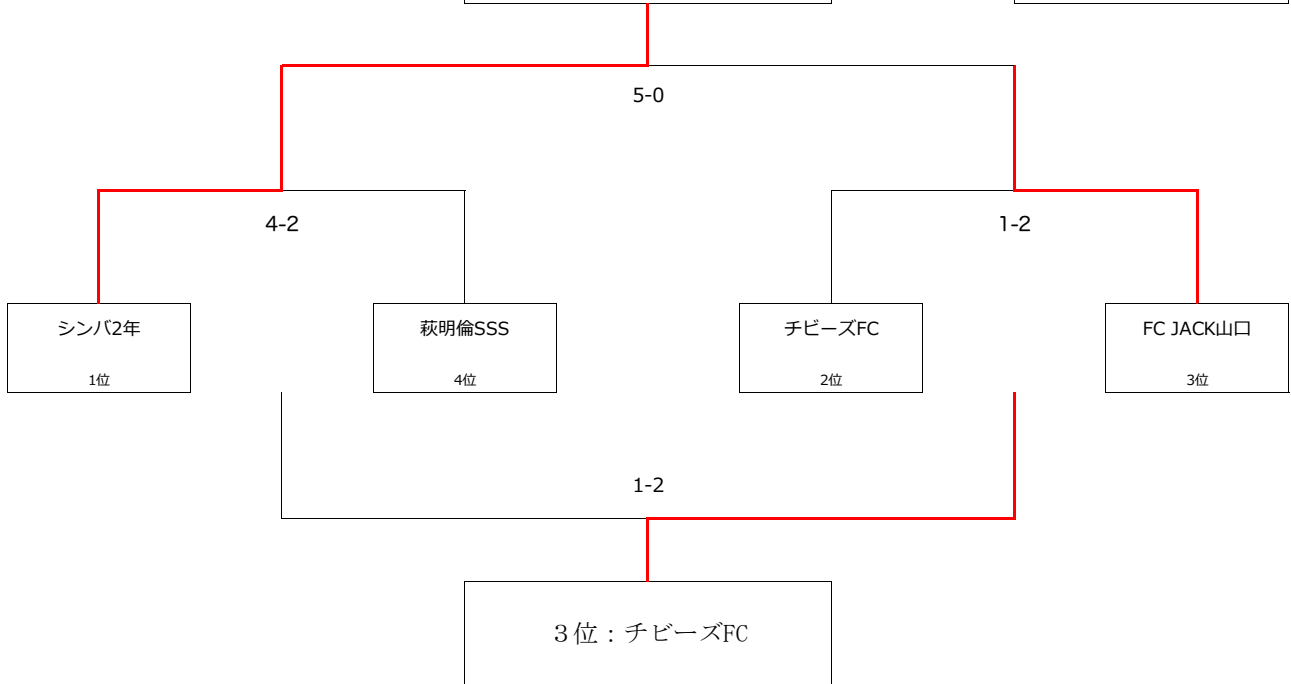 5-0
4-2
1-2
シンバ2年
萩明倫SSS
チビーズFC
FC JACK山口
1位
4位
2位
3位
1-2
３位：チビーズFC